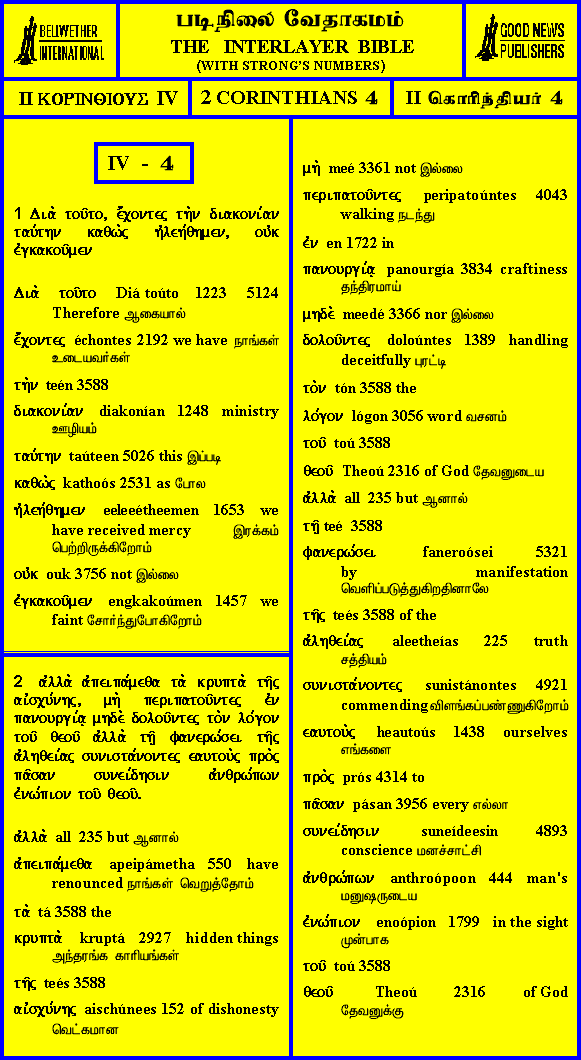 BELIWETHER
INTERNATIONAL
படிநிலை வேதாகமம்
THE INTERLAYER BIBLE
(WITH STRONG'S NUMBERS)
GOOD NEWS
PUBLISHERS
II ΚΟΡΙΝΘΙΟΥΣ IV
2 CORINTHIANS 4
II கொரிந்தியர் 4
IV - 4
1 Διὰ τοῦτο, ἔχοντες τὴν διακονίαν
ταύτην καθὼς ἠλεήθημεν, οὐκ
ἐγκακοῦμεν
Διὰ τοῦτο Diá toúto 1223 5124
Therefore ஆகையால்
ἔχοντες échontes 2192 we have நாங்கள்
உடையவர்கள்
τὴν teén 3588
διακονίαν diakonían 1248 ministry
ஊழியம்
ταύτην taúteen 5026 this இப்படி
καθὼς kathoós 2531 as போல
ἠλεήθημεν eeleeétheemen 1653 we
have received mercy இரக்கம்
பெற்றிருக்கிறோம்
οὐκ ouk 3756 not இல்லை
ἐγκακοῦμεν engkakoúmen 1457 we
faint சோர்ந்துபோகிறோம்
2 ἀλλὰ ἀπειπάμεθα τὰ κρυπτὰ τῆς
αἰσχύνης, μὴ περιπατοῦντες ἐν
πανουργίᾳ μηδὲ δολοῦντες τὸν λόγον
τοῦ θεοῦ ἀλλὰ τῇ φανερώσει τῆς
ἀληθείας συνιστάνοντες εαυτοὺς πρὸς
πᾶσαν συνείδησιν ἀνθρώπων
ἐνώπιον τοῦ θεοῦ.
ἀλλὰ all 235 but ஆனால்
ἀπειπάμεθα apeipámetha 550 have
renounced நாங்கள் வெறுத்தோம்
τὰ tá 3588 the
κρυπτὰ kruptá 2927 hidden things
அந்தரங்க காரியங்கள்
τῆς teés 3588
αἰσχύνης aischúnees 152 of dishonesty
வெட்கமான
μὴ meé 3361 not இல்லை
περιπατοῦντες peripatoúntes 4043
walking நடந்து
ἐν en 1722 in
πανουργίᾳ panourgía 3834 craftiness
தந்திரமாய்
μηδὲ meedé 3366 nor இல்லை
δολοῦντες doloúntes 1389 handling
deceitfully புரட்டி
τὸν tón 3588 the
λόγον lógon 3056 word வசனம்
τοῦ toú 3588
θεοῦ Theoú 2316 of God தேவனுடைய
ἀλλὰ all 235 but ஆனால்
τῇ teé 3588
φανερώσει faneroósei 5321
by manifestation
வெளிப்படுத்துகிறதினாலே
τῆς teés 3588 of the
ἀληθείας aleetheías 225 truth
சத்தியம்
συνιστάνοντες sunistánontes 4921
commending விளங்கப்பண்ணுகிறோம்
εαυτοὺς heautoús 1438 ourselves
எங்களை
πρὸς prós 4314 to
πᾶσαν pásan 3956 every எல்லா
συνείδησιν suneídeesin 4893
conscience மனச்சாட்சி
ἀνθρώπων anthroópoon 444 man's
மனுஷருடைய
ἐνώπιον enoópion 1799 in the sight
முன்பாக
τοῦ toú 3588
θεοῦ Theoú 2316 of God
தேவனுக்கு